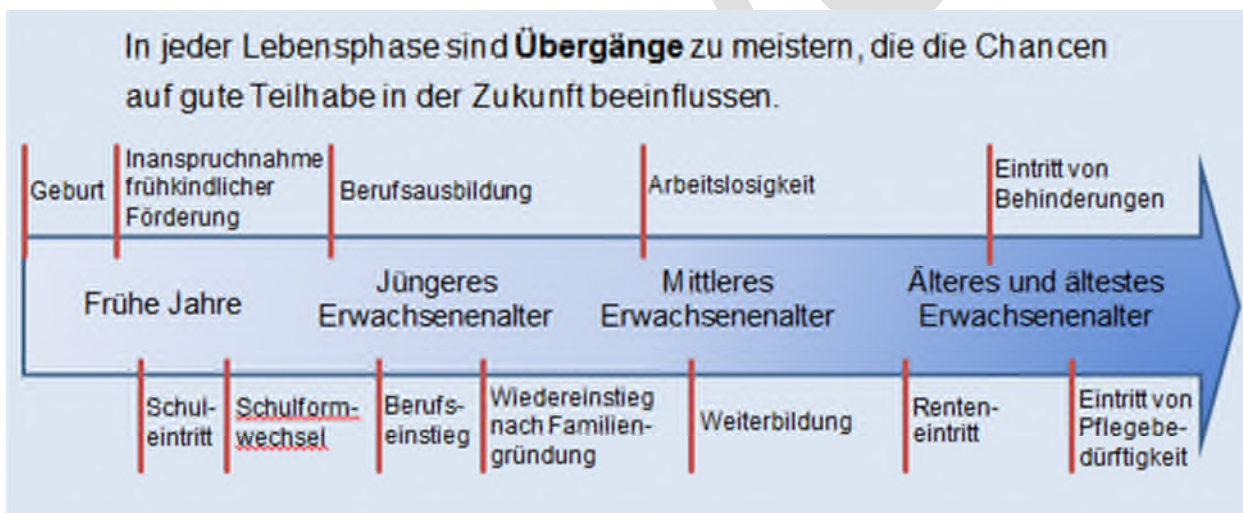 In jeder Lebensphase sind Übergänge zu meistern, die die Chancen
auf gute Teilhabe in der Zukunft beeinflussen.
Geburt
Inanspruchnahme
frühkindlicher
Förderung
Berufsausbildung
Arbeitslosigkeit
Eintritt von
Behinderungen
Frühe Jahre
Jüngeres
Erwachsenenalter
Mittleres
Erwachsenenalter
Älteres und ältestes
Erwachsenenalter
Schul-
eintritt
Schulform-
wechsel
Berufs-
einstieg
Wiedereinstieg
nach Familien-
gründung
Weiterbildung
Renten-
eintritt
Eintritt von
Pflegebe-
dürftigkeit